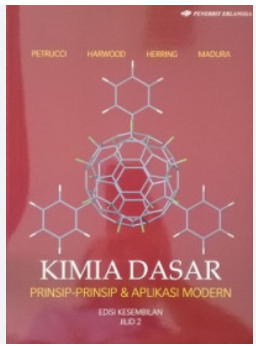 PENERBIT ERLANGGA
PETRUCCI HARWOOD HERRING MADURA
KIMIA DASAR
PRINSIP-PRINSIP & APLIKASI MODERN
EDISI KESEMBILAN
JILID 2